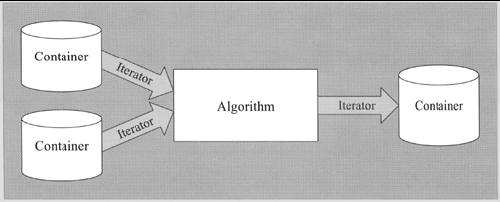 Container
Iterator
Algorithm
Iterator
Container
Iterator
Container